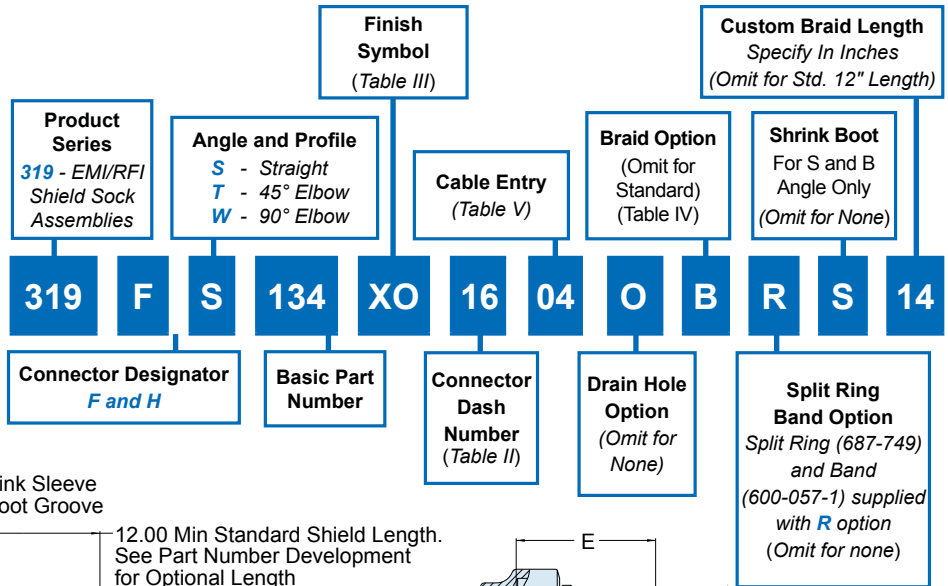 Finish
Symbol
(Table III)
Custom Braid Length
Specify In Inches
(Omit for Std. 12" Length)
Product
Series
319 - EMI/RFI
Shield Sock
Assemblies
Angle and Profile
S - Straight
T - 45° Elbow
W - 90° Elbow
Cable Entry
(Table V)
Braid Option
(Omit for
Standard)
(Table IV)
Shrink Boot
For S and B
Angle Only
(Omit for None)
319 F S 134 XO 16 04 O B R S 14
Connector Designator
F and H
Basic Part
Number
Connector
Dash
Number
(Table II)
Drain Hole
Option
(Omit for
None)
Split Ring
Band Option
Split Ring (687-749)
and Band
(600-057-1) supplied
with R option
(Omit for none)
ink Sleeve
oot Groove
12.00 Min Standard Shield Length.
See Part Number Development
for Optional Length
E